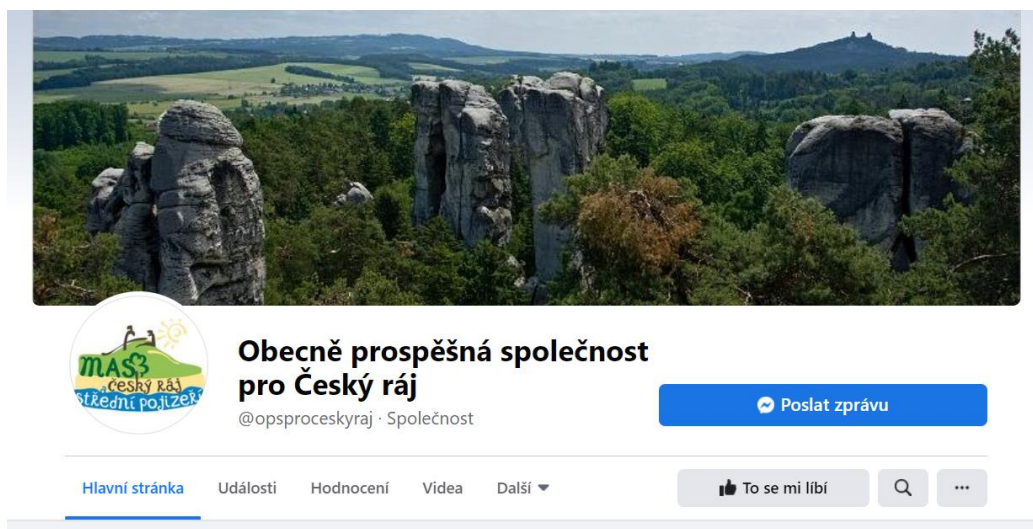 MAS
český ráj
střední pojizeří
Obecně prospěšná společnost
pro Český ráj
@opsproceskyraj · Společnost
Poslat zprávu
Hlavní stránka Události Hodnocení Videa Další To se mi líbí